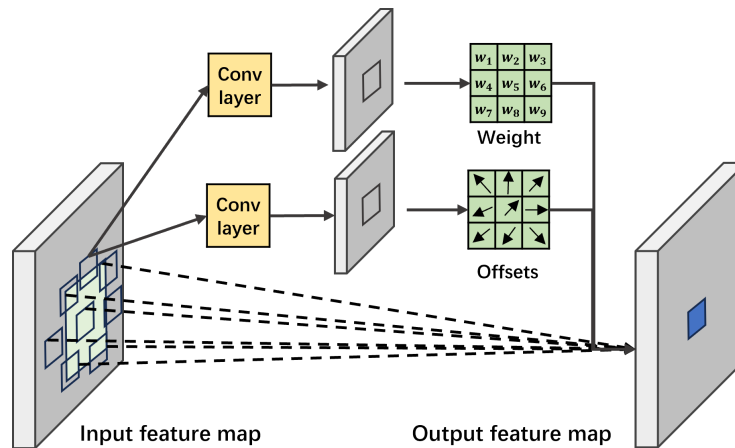 Conv
layer
w₁ w₂ w₃
w₄ w₅ w₆
w₇ w₈ w₉
Weight
Conv
layer
Offsets
Input feature map
Output feature map